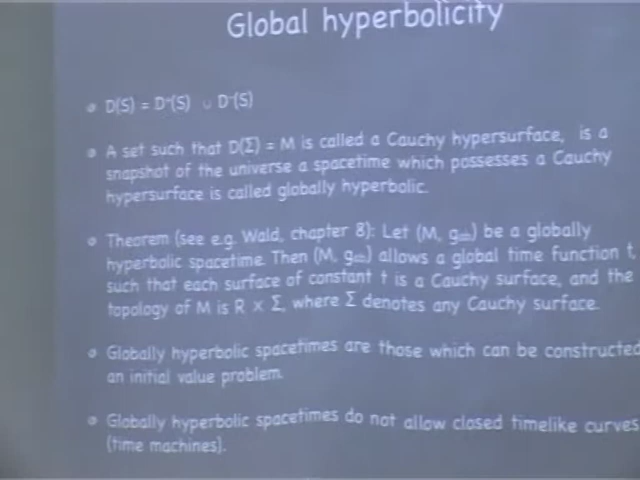 Global hyperbolicity
• D(S) = D⁺(S) ∪ D⁻(S)
• A set such that D(Σ) = M is called a Cauchy hypersurface, is a
snapshot of the universe a spacetime which possesses a Cauchy
hypersurface is called globally hyperbolic.
• Theorem (see e.g. Wald, chapter 8): Let (M, gₐᵦ) be a globally
hyperbolic spacetime. Then (M, gₐᵦ) allows a global time function t,
such that each surface of constant t is a Cauchy surface, and the
topology of M is R x Σ, where Σ denotes any Cauchy surface.
• Globally hyperbolic spacetimes are those which can be constructed
an initial value problem.
• Globally hyperbolic spacetimes do not allow closed timelike curves
(time machines).